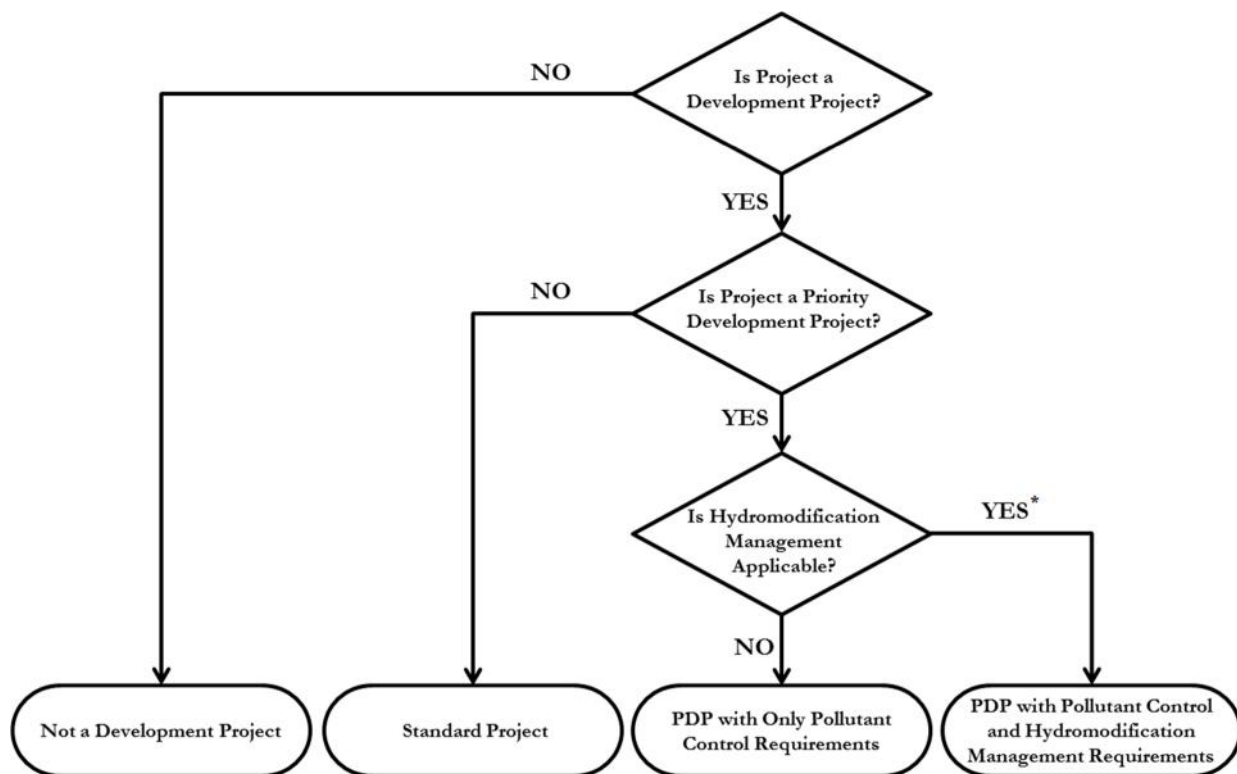 NO
Is Project a
Development Project?
YES
NO
Is Project a Priority
Development Project?
YES
Is Hydromodification
Management
Applicable?
YES*
NO
Not a Development Project
Standard Project
PDP with Only Pollutant
Control Requirements
PDP with Pollutant Control
and Hydromodification
Management Requirements